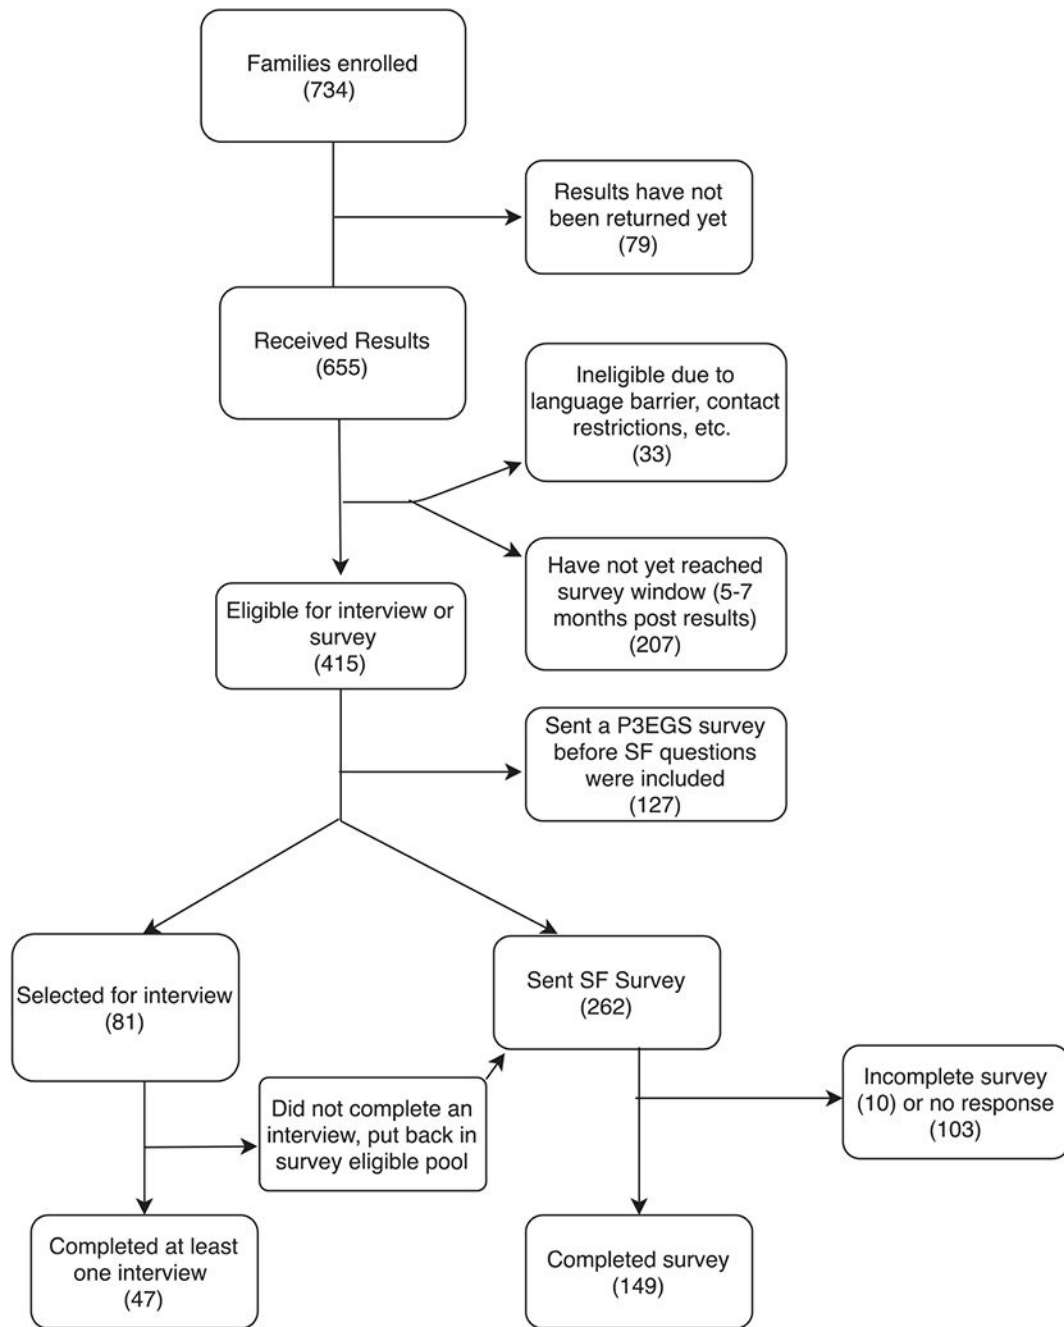 Families enrolled
(734)
Results have not
been returned yet
(79)
Received Results
(655)
Ineligible due to
language barrier, contact
restrictions, etc.
(33)
Have not yet reached
survey window (5-7
months post results)
(207)
Eligible for interview or
survey
(415)
Sent a P3EGS survey
before SF questions
were included
(127)
Selected for interview
(81)
Sent SF Survey
(262)
Did not complete an
interview, put back in
survey eligible pool
Incomplete survey
(10) or no response
(103)
Completed at least
one interview
(47)
Completed survey
(149)